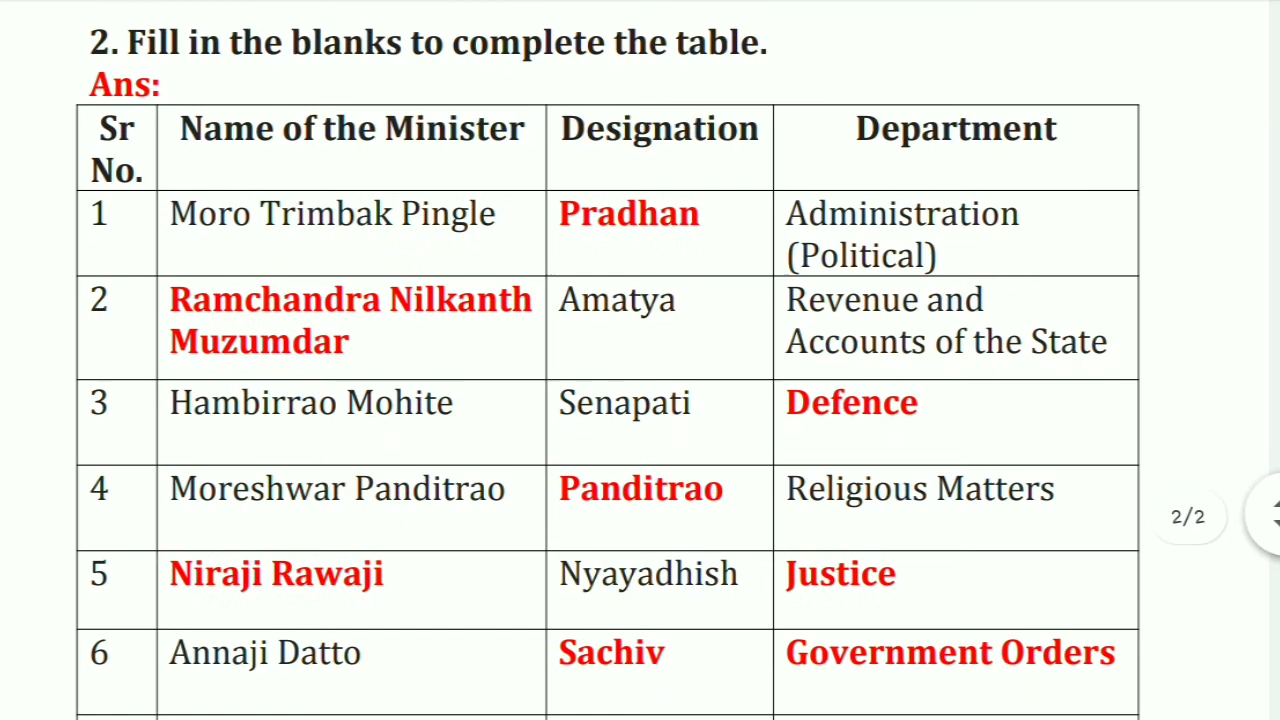 2. Fill in the blanks to complete the table.
Ans:
Sr No. Name of the Minister Designation Department
1 Moro Trimbak Pingle Pradhan Administration (Political)
2 Ramchandra Nilkanth Muzumdar Amatya Revenue and Accounts of the State
3 Hambirrao Mohite Senapati Defence
4 Moreshwar Panditrao Panditrao Religious Matters
2/2
5 Niraji Rawaji Nyayadhish Justice
6 Annaji Datto Sachiv Government Orders